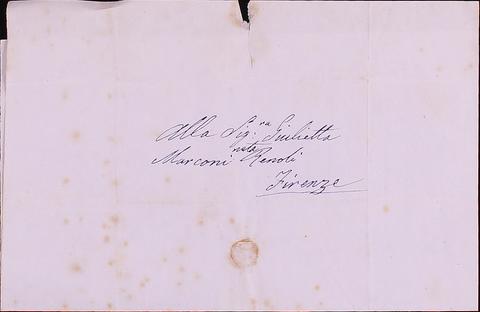 Alla Sig:ra Giulietta
Marconi nata Renoli
Firenze